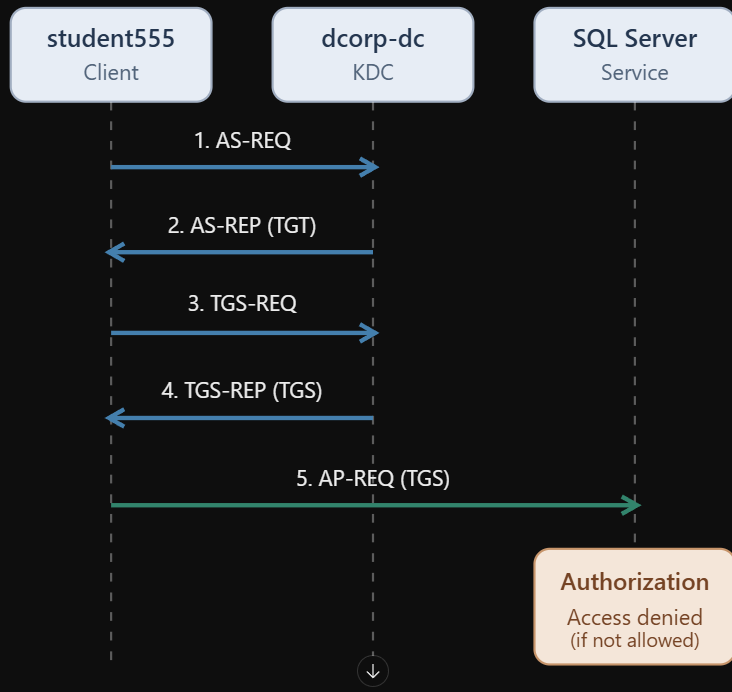 student555
Client
dcorp-dc
KDC
SQL Server
Service
1. AS-REQ
2. AS-REP (TGT)
3. TGS-REQ
4. TGS-REP (TGS)
5. AP-REQ (TGS)
Authorization
Access denied
(if not allowed)